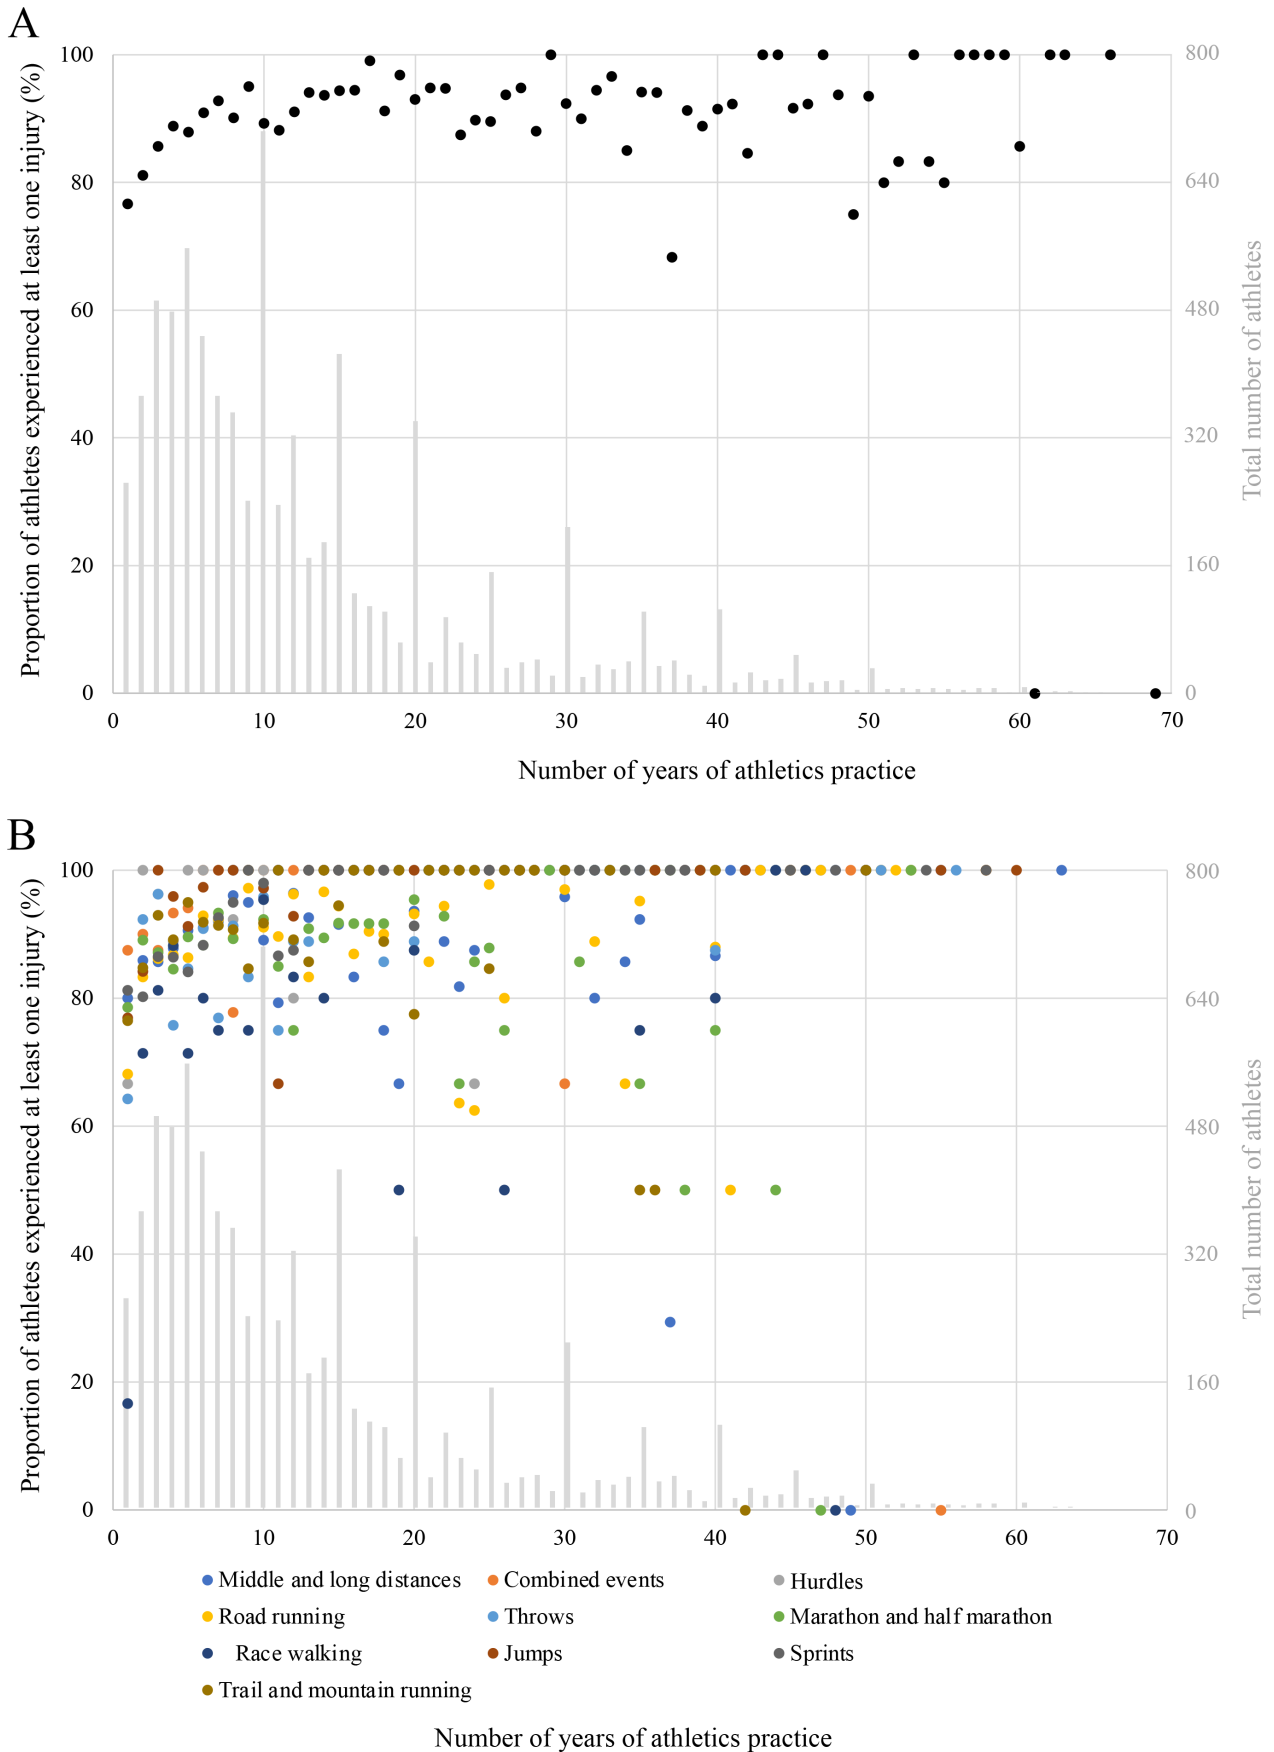 A
Proportion of athletes experienced at least one injury (%)
100
80
60
40
20
0
800
640
480
320
160
0
Total number of athletes
0 10 20 30 40 50 60 70
Number of years of athletics practice
B
Proportion of athletes experienced at least one injury (%)
100
80
60
40
20
0
800
640
480
320
160
0
Total number of athletes
0 10 20 30 40 50 60 70
Middle and long distances Combined events Hurdles
Road running Throws Marathon and half marathon
Race walking Jumps Sprints
Trail and mountain running
Number of years of athletics practice